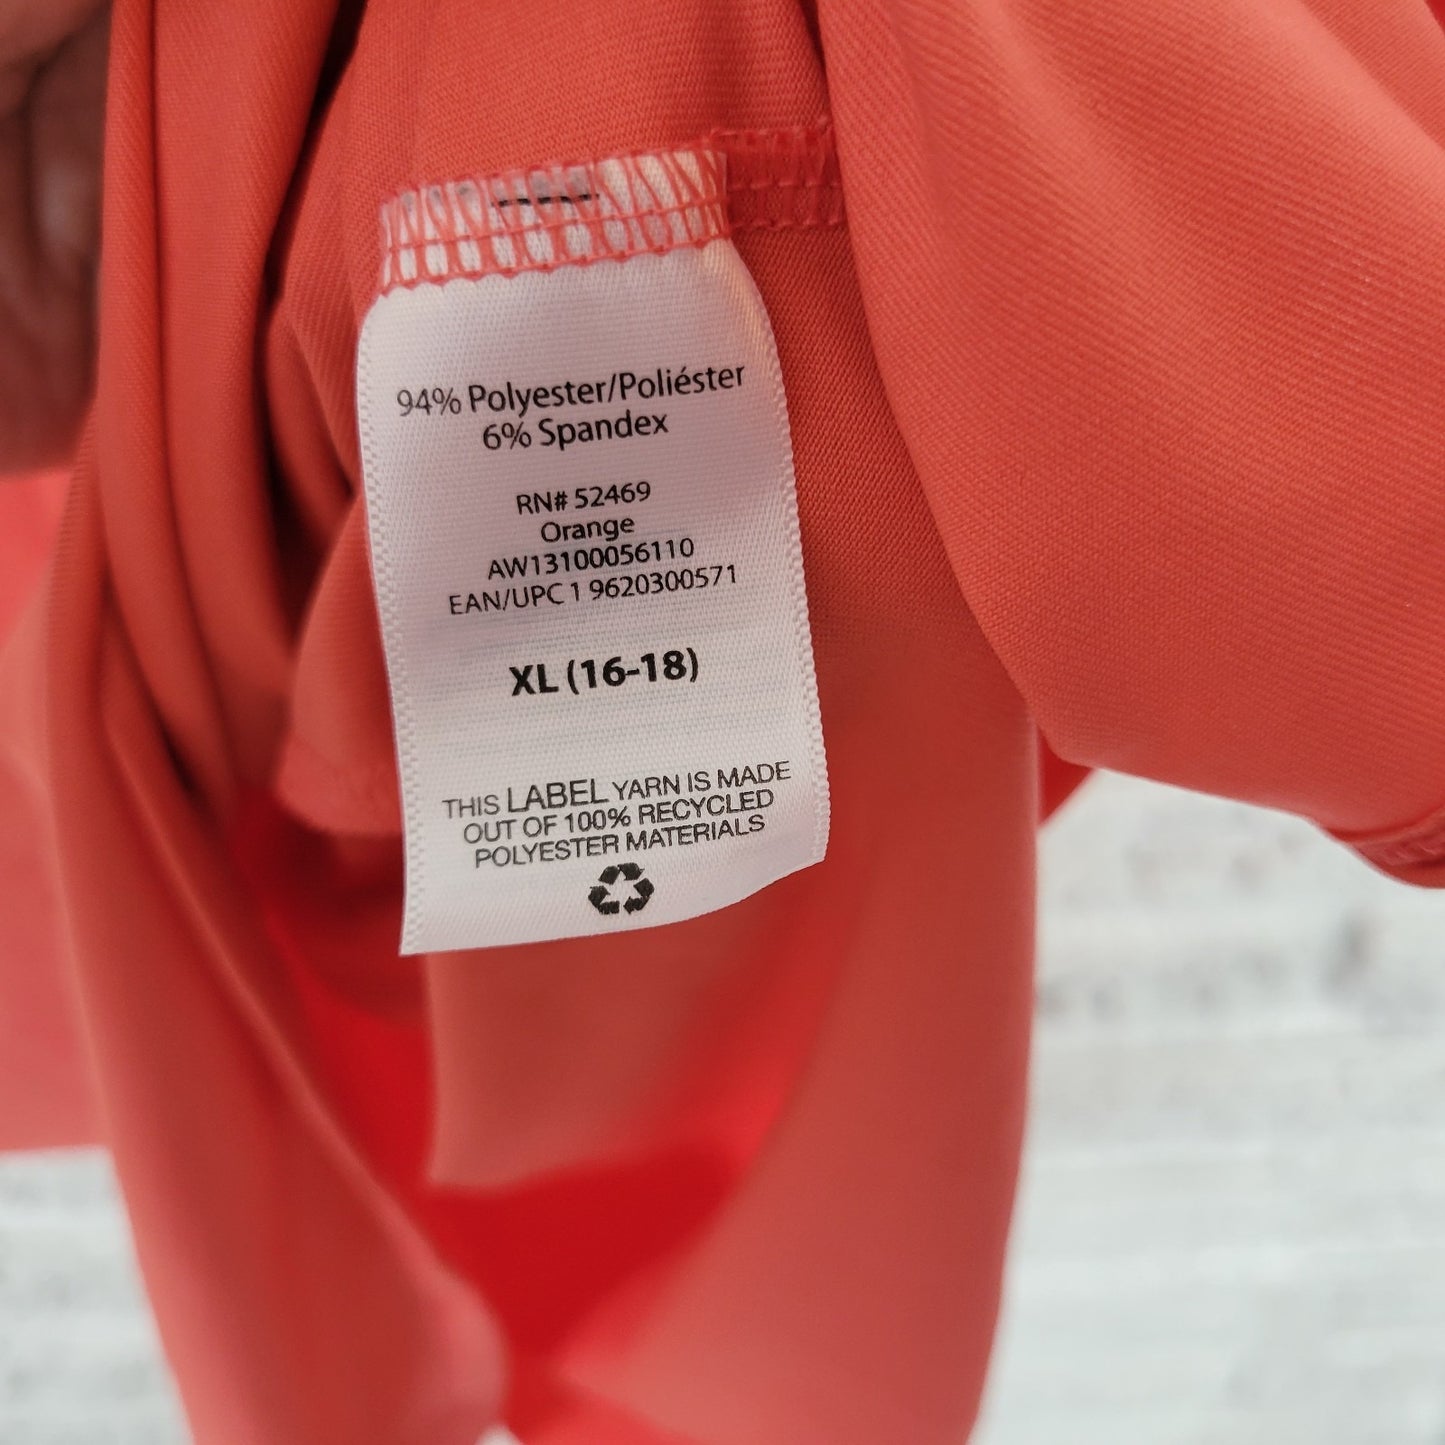 94% Polyester/Poliéster
6% Spandex
RN# 52469
Orange
AW13100056110
EAN/UPC 1 9620300571
XL (16-18)
THIS LABEL YARN IS MADE
OUT OF 100% RECYCLED
POLYESTER MATERIALS